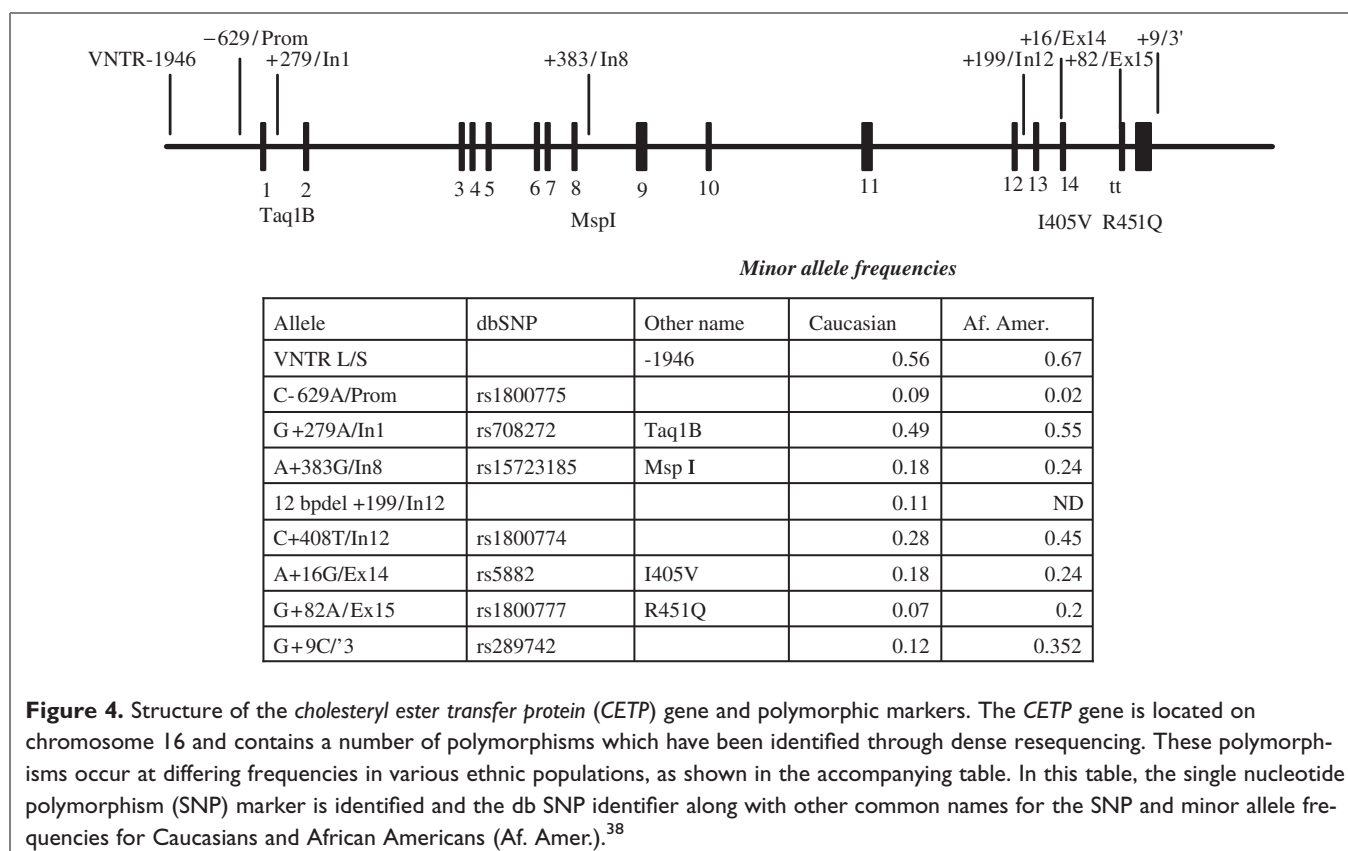 −629/Prom
+16/Ex14
+9/3'
VNTR-1946
+279/In1
+383/In8
+199/In12
+82/Ex15
1 2 3 4 5 6 7 8 9 10 11 12 13 14 tt
Taq1B
MspI
I405V R451Q
Minor allele frequencies
Allele dbSNP Other name Caucasian Af. Amer.
VNTR L/S -1946 0.56 0.67
C-629A/Prom rs1800775 0.09 0.02
G+279A/In1 rs708272 Taq1B 0.49 0.55
A+383G/In8 rs15723185 Msp I 0.18 0.24
12 bpdel +199/In12 0.11 ND
C+408T/In12 rs1800774 0.28 0.45
A+16G/Ex14 rs5882 I405V 0.18 0.24
G+82A/Ex15 rs1800777 R451Q 0.07 0.2
G+9C/'3 rs289742 0.12 0.352
Figure 4. Structure of the cholesteryl ester transfer protein (CETP) gene and polymorphic markers. The CETP gene is located on
chromosome 16 and contains a number of polymorphisms which have been identified through dense resequencing. These polymorph-
isms occur at differing frequencies in various ethnic populations, as shown in the accompanying table. In this table, the single nucleotide
polymorphism (SNP) marker is identified and the db SNP identifier along with other common names for the SNP and minor allele fre-
quencies for Caucasians and African Americans (Af. Amer.).38